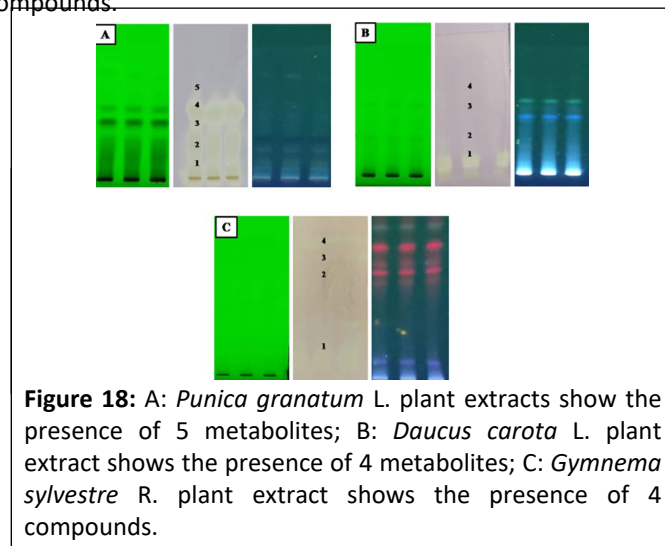 compounds.
A
B
5
4
3
2
1
4
3
2
1
C
4
3
2
1
Figure 18: A: Punica granatum L. plant extracts show the
presence of 5 metabolites; B: Daucus carota L. plant
extract shows the presence of 4 metabolites; C: Gymnema
sylvestre R. plant extract shows the presence of 4
compounds.